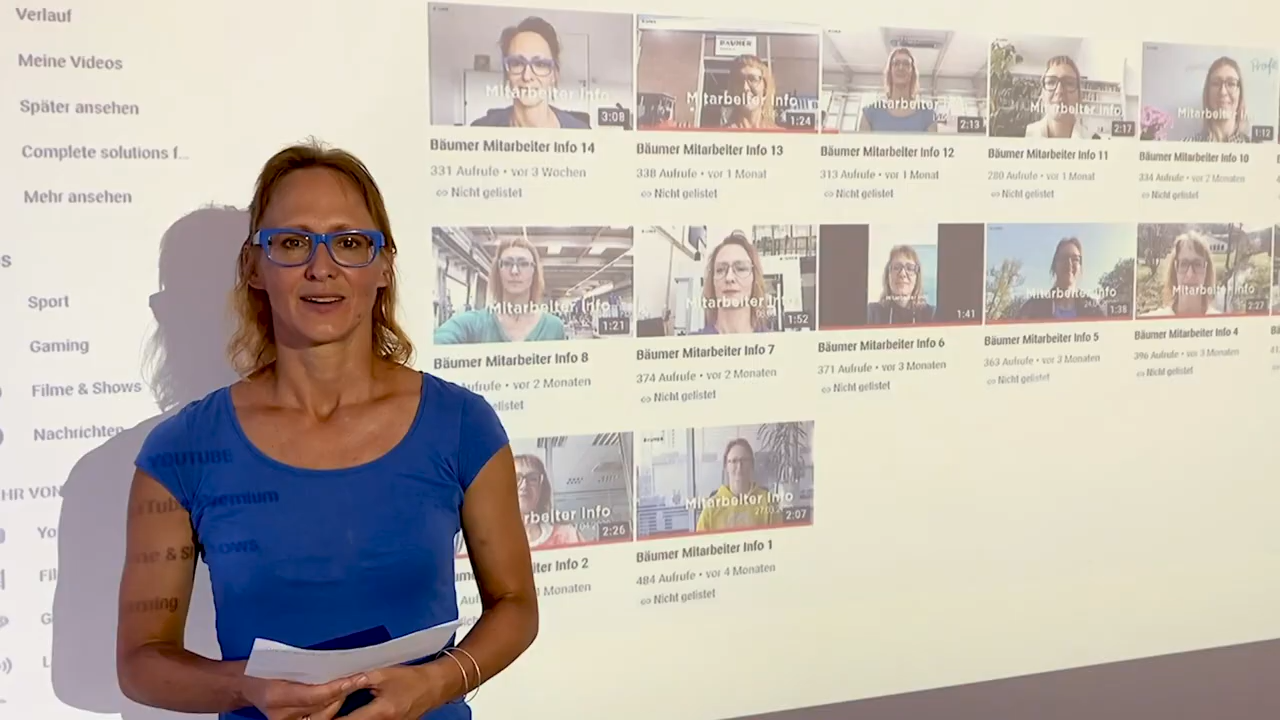 Verlauf
Meine Videos
Später ansehen
Complete solutions f...
Mehr ansehen
Sport
Gaming
Filme & Shows
Nachrichten
HR VON
YOUTUBE
Premium
Mitarbeiter Info
3:08
Bäumer Mitarbeiter Info 14
331 Aufrufe • vor 3 Wochen
Nicht gelistet
BÄUMER
Mitarbeiter Info
1:24
Bäumer Mitarbeiter Info 13
338 Aufrufe • vor 1 Monat
Nicht gelistet
Mitarbeiter Info
2:13
Bäumer Mitarbeiter Info 12
313 Aufrufe • vor 1 Monat
Nicht gelistet
Mitarbeiter Info
2:17
Bäumer Mitarbeiter Info 11
280 Aufrufe • vor 1 Monat
Nicht gelistet
Mitarbeiter Info
1:12
Bäumer Mitarbeiter Info 10
334 Aufrufe • vor 2 Monaten
Nicht gelistet
Mitarbeiter Info
1:21
Bäumer Mitarbeiter Info 8
Aufrufe • vor 2 Monaten
gelistet
Mitarbeiter Info
1:52
Bäumer Mitarbeiter Info 7
374 Aufrufe • vor 2 Monaten
Nicht gelistet
1:41
Bäumer Mitarbeiter Info 6
371 Aufrufe • vor 3 Monaten
Nicht gelistet
Mitarbeiter Info
1:38
Bäumer Mitarbeiter Info 5
363 Aufrufe • vor 3 Monaten
Nicht gelistet
Mitarbeiter Info
2:27
Bäumer Mitarbeiter Info 4
396 Aufrufe • vor 3 Monaten
Nicht gelistet
rbeiter Info
2:26
iter Info 2
Monaten
BÄUMER
Mitarbeiter Info
2:07
Bäumer Mitarbeiter Info 1
484 Aufrufe • vor 4 Monaten
Nicht gelistet